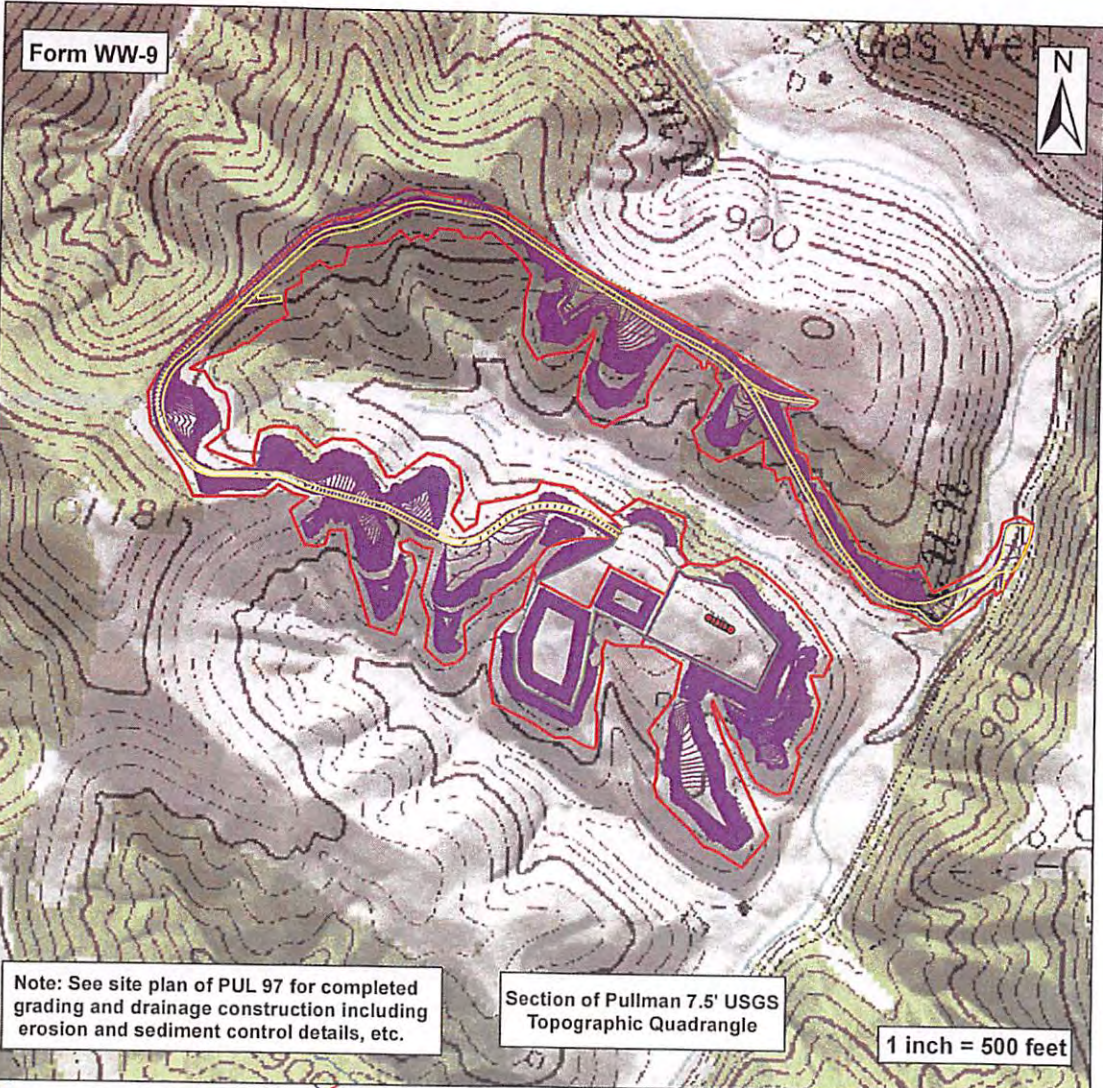 Form WW-9
Gas Well
N
900
1181
900
Note: See site plan of PUL 97 for completed
grading and drainage construction including
erosion and sediment control details, etc.
Section of Pullman 7.5' USGS
Topographic Quadrangle
1 inch = 500 feet